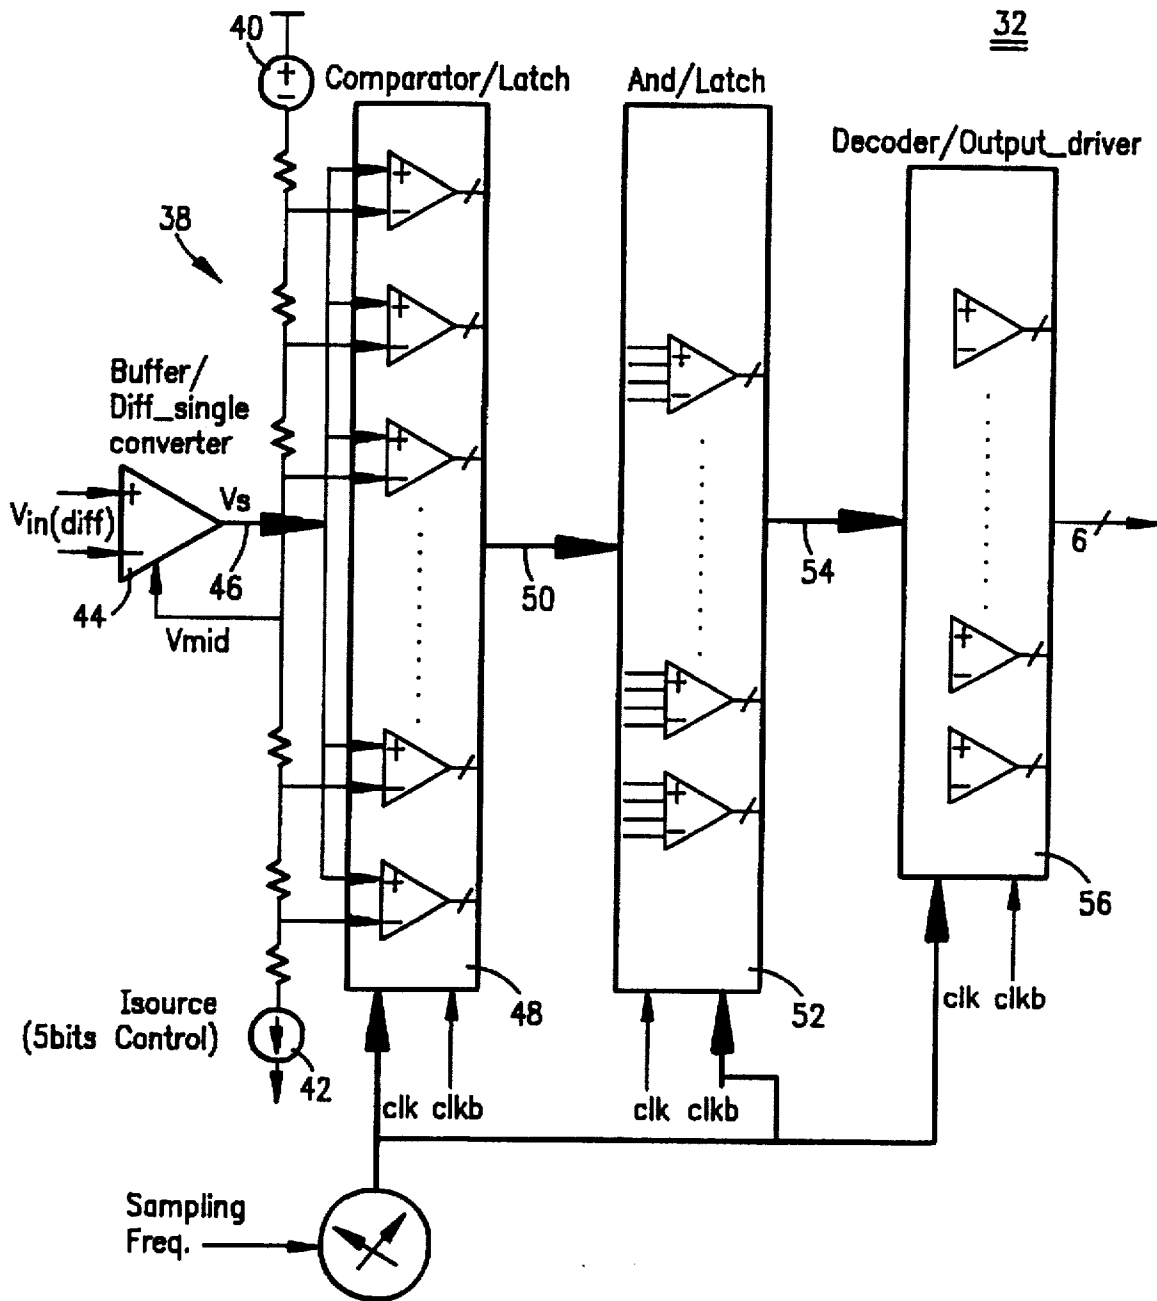 40
32
Comparator/Latch
And/Latch
Decoder/Output_driver
38
Buffer/
Diff_single
converter
Vin(diff)
Vs
44
46
Vmid
50
54
6
48
52
56
Isource
(5bits Control)
42
clk clkb
clk clkb
clk clkb
Sampling
Freq.